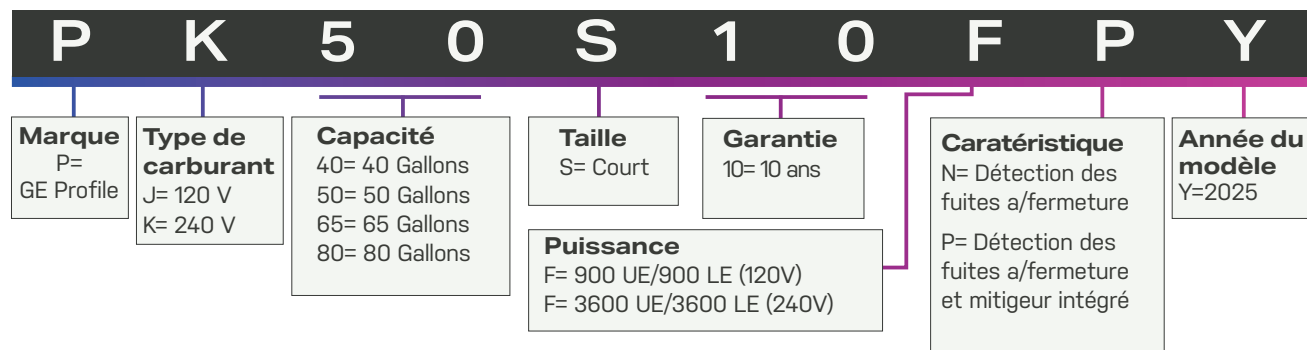 P K 5 0 S 1 0 F P Y
Marque
P=
GE Profile
Type de
carburant
J= 120 V
K= 240 V
Capacité
40= 40 Gallons
50= 50 Gallons
65= 65 Gallons
80= 80 Gallons
Taille
S= Court
Garantie
10= 10 ans
Puissance
F= 900 UE/900 LE (120V)
F= 3600 UE/3600 LE (240V)
Caratéristique
N= Détection des
fuites a/fermeture
P= Détection des
fuites a/fermeture
et mitigeur intégré
Année du
modèle
Y=2025